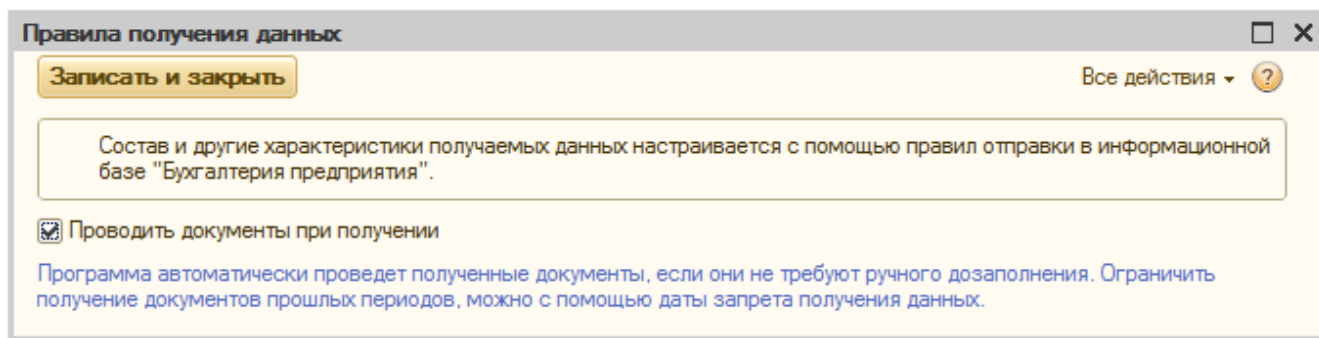 Правила получения данных
Записать и закрыть
Все действия
?
Состав и другие характеристики получаемых данных настраивается с помощью правил отправки в информационной
базе "Бухгалтерия предприятия".
Проводить документы при получении
Программа автоматически проведет полученные документы, если они не требуют ручного дозаполнения. Ограничить
получение документов прошлых периодов, можно с помощью даты запрета получения данных.